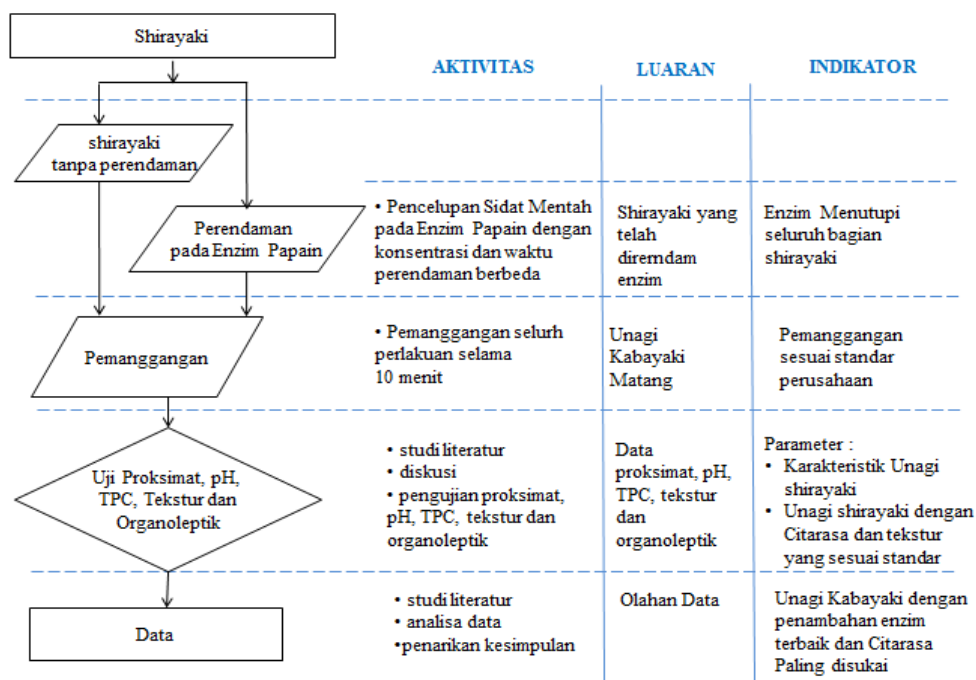 Shirayaki
AKTIVITAS
LUARAN
INDIKATOR
shirayaki
tanpa perendaman
Perendaman
pada Enzim Papain
• Pencelupan Sidat Mentah
pada Enzim Papain dengan
konsentrasi dan waktu
perendaman berbeda
Shirayaki yang
telah
diremdam
enzim
Enzim Menutupi
seluruh bagian
shirayaki
Pemanggangan
• Pemanggangan selurh
perlakuan selama
10 menit
Unagi
Kabayaki
Matang
Pemanggangan
sesuai standar
perusahaan
Uji Proksimat, pH,
TPC, Tekstur dan
Organoleptik
• studi literatur
• diskusi
• pengujian proksimat,
pH, TPC, tekstur dan
organoleptik
Data
proksimat, pH,
TPC, tekstur
dan
organoleptik
Parameter :
• Karakteristik Unagi
shirayaki
• Unagi shirayaki dengan
Citarasa dan tekstur
yang sesuai standar
Data
• studi literatur
• analisa data
•penarikan kesimpulan
Olahan Data
Unagi Kabayaki dengan
penambahan enzim
terbaik dan Citarasa
Paling disukai